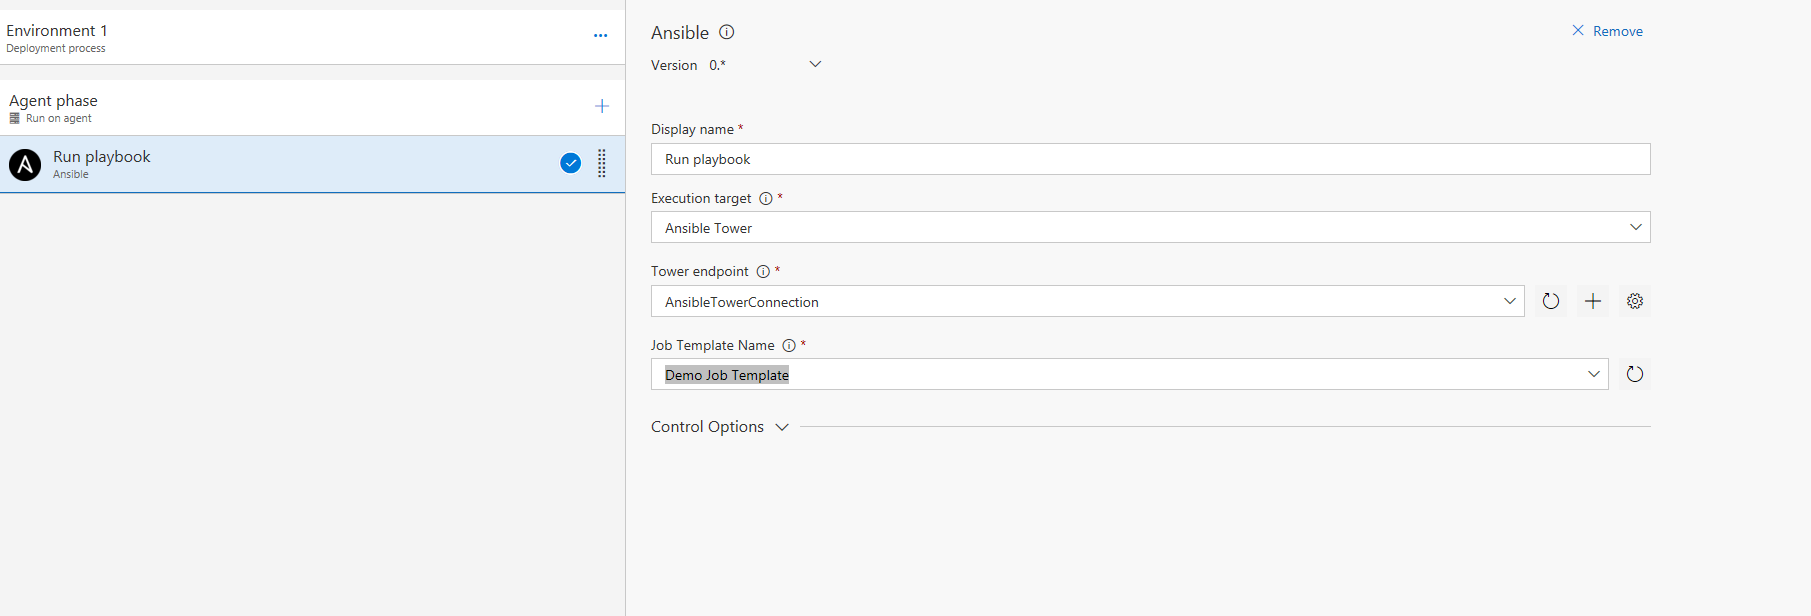 Environment 1
Deployment process
Agent phase
Run on agent
Run playbook
Ansible
Ansible
Remove
Version 0.*
Display name *
Run playbook
Execution target *
Ansible Tower
Tower endpoint *
AnsibleTowerConnection
Job Template Name *
Demo Job Template
Control Options